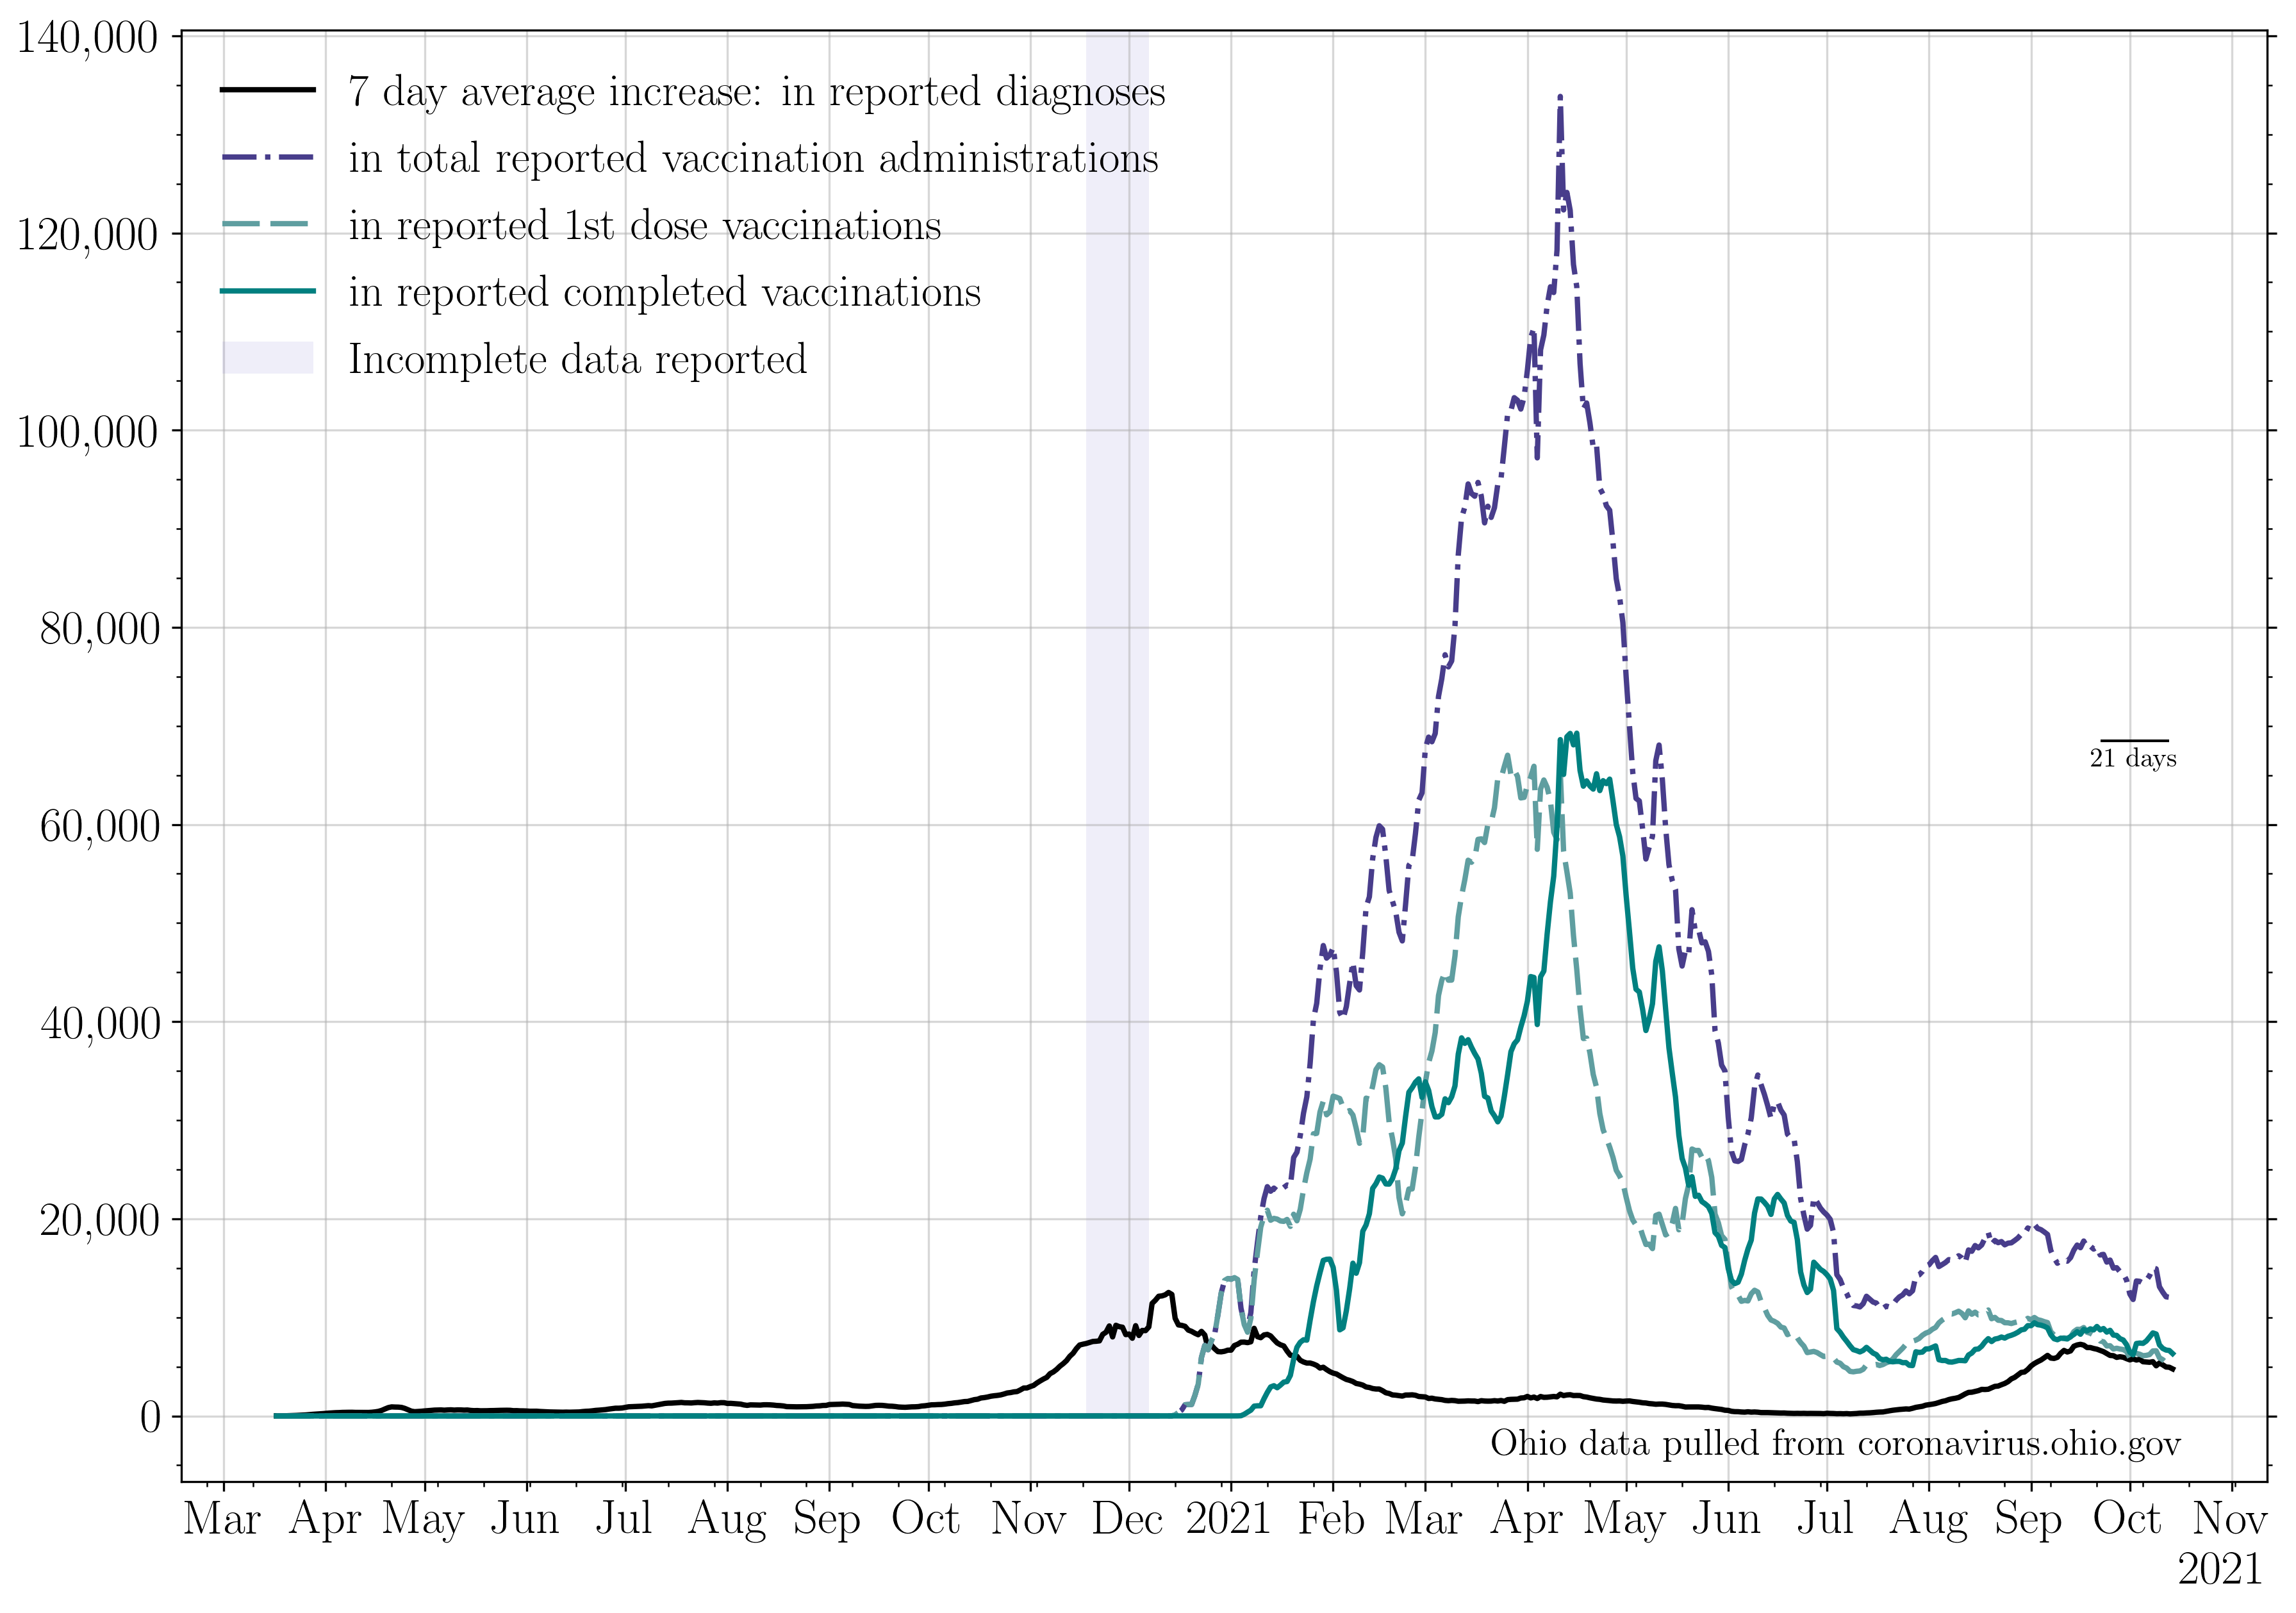 140,000
120,000
100,000
80,000
60,000
40,000
20,000
0
7 day average increase: in reported diagnoses
in total reported vaccination administrations
in reported 1st dose vaccinations
in reported completed vaccinations
Incomplete data reported
21 days
Ohio data pulled from coronavirus.ohio.gov
Mar Apr May Jun Jul Aug Sep Oct Nov Dec 2021 Feb Mar Apr May Jun Jul Aug Sep Oct Nov
2021